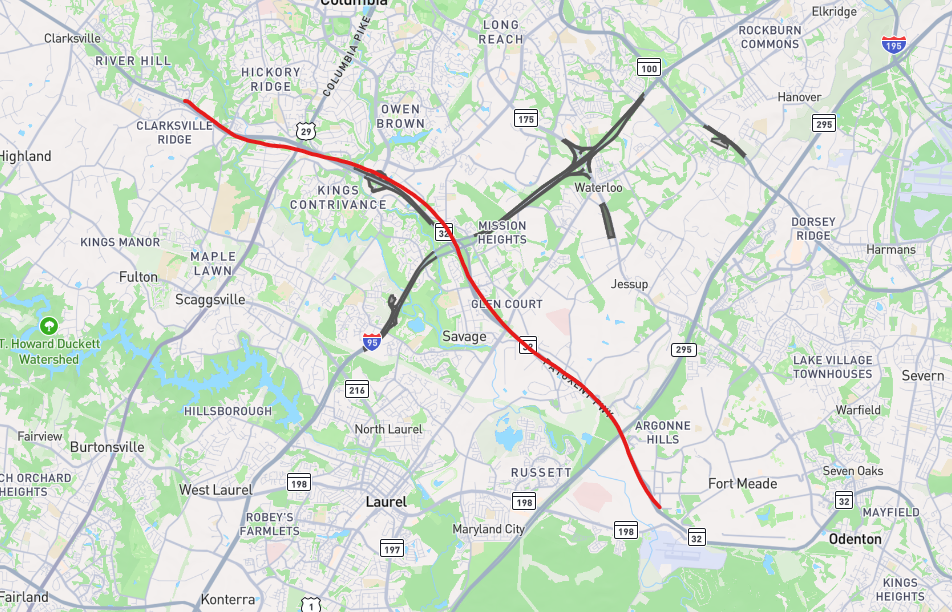 Columbia
Elkridge
Clarksville
LONG
REACH
ROCKBURN
COMMONS
195
RIVER HILL
COLUMBIA PIKE
HICKORY
RIDGE
100
Hanover
OWEN
BROWN
175
295
CLARKSVILLE
RIDGE
29
Highland
Waterloo
KINGS
CONTRIVANCE
32
MISSION
HEIGHTS
DORSEY
RIDGE
KINGS MANOR
Harmans
MAPLE
LAWN
Fulton
Jessup
Scaggsville
GLEN COURT
T. Howard Duckett
Watershed
95
Savage
32
295
PATUXENT PWY
LAKE VILLAGE
TOWNHOUSES
Severn
216
HILLSBOROUGH
Warfield
North Laurel
ARGONNE
HILLS
Fairview
Burtonsville
CH ORCHARD
HEIGHTS
RUSSETT
Seven Oaks
198
West Laurel
Fort Meade
Laurel
198
32
MAYFIELD
ROBEY'S
FARMLETS
Maryland City
198
32
Odenton
197
KINGS
HEIGHTS
Fairland
Konterra
1